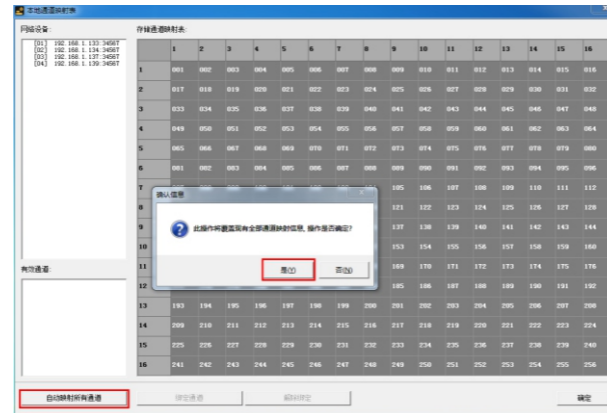 本地通道映射表
网络设备:
存储通道映射表:
[01] 192.168.1.133:34567
[02] 192.168.1.134:34567
[03] 192.168.1.137:34567
[04] 192.168.1.139:34567
1 2 3 4 5 6 7 8 9 10 11 12 13 14 15 16
1 001 002 003 004 005 006 007 008 009 010 011 012 013 014 015 016
2 017 018 019 020 021 022 023 024 025 026 027 028 029 030 031 032
3 033 034 035 036 037 038 039 040 041 042 043 044 045 046 047 048
4 049 050 051 052 053 054 055 056 057 058 059 060 061 062 063 064
5 065 066 067 068 069 070 071 072 073 074 075 076 077 078 079 080
6 081 082 083 084 085 086 087 088 089 090 091 092 093 094 095 096
7 105 106 107 108 109 110 111 112
确认信息
8 121 122 123 124 125 126 127 128
此操作将覆盖现有全部通道映射信息, 操作是否确定?
9 137 138 139 140 141 142 143 144
10 153 154 155 156 157 158 159 160
是(Y) 否(N)
有效通道:
11 169 170 171 172 173 174 175 176
12 185 186 187 188 189 190 191 192
13 193 194 195 196 197 198 199 200 201 202 203 204 205 206 207 208
14 209 210 211 212 213 214 215 216 217 218 219 220 221 222 223 224
15 225 226 227 228 229 230 231 232 233 234 235 236 237 238 239 240
16 241 242 243 244 245 246 247 248 249 250 251 252 253 254 255 256
自动映射所有通道 绑定通道 解除绑定 确定